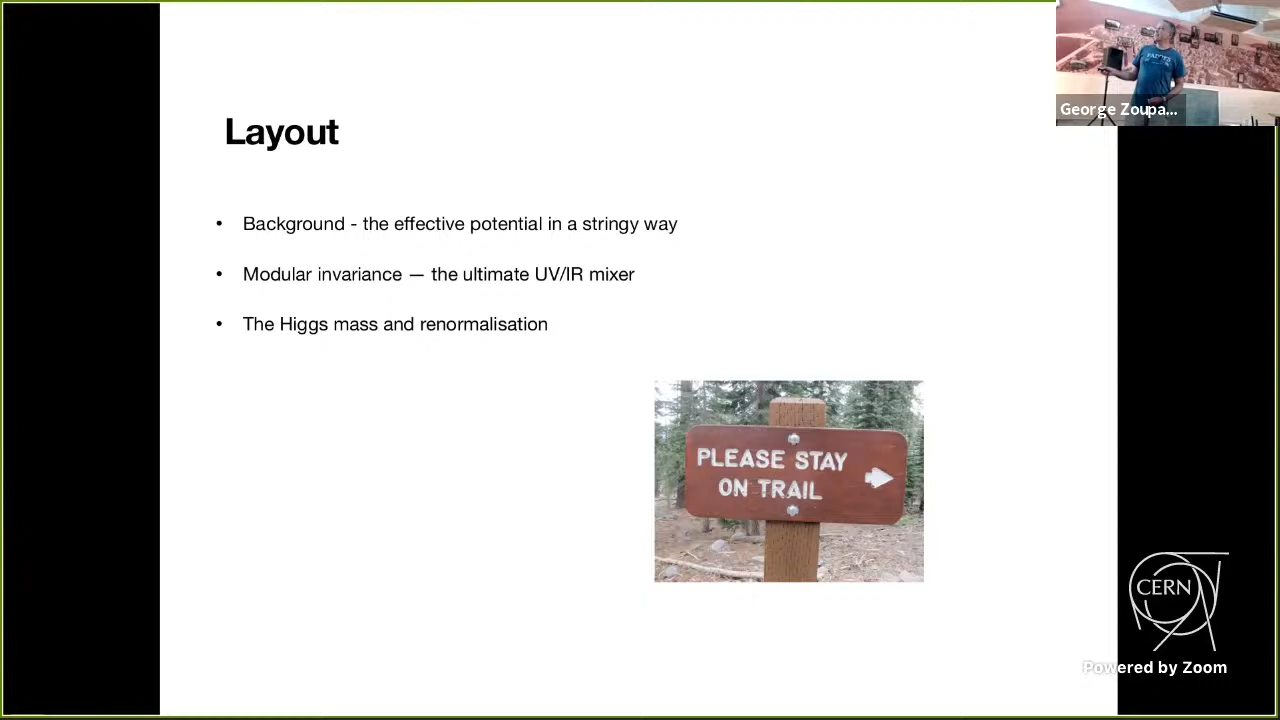 George Zoupa...
Layout
• Background - the effective potential in a stringy way
• Modular invariance — the ultimate UV/IR mixer
• The Higgs mass and renormalisation
PLEASE STAY
ON TRAIL
CERN
Powered by Zoom